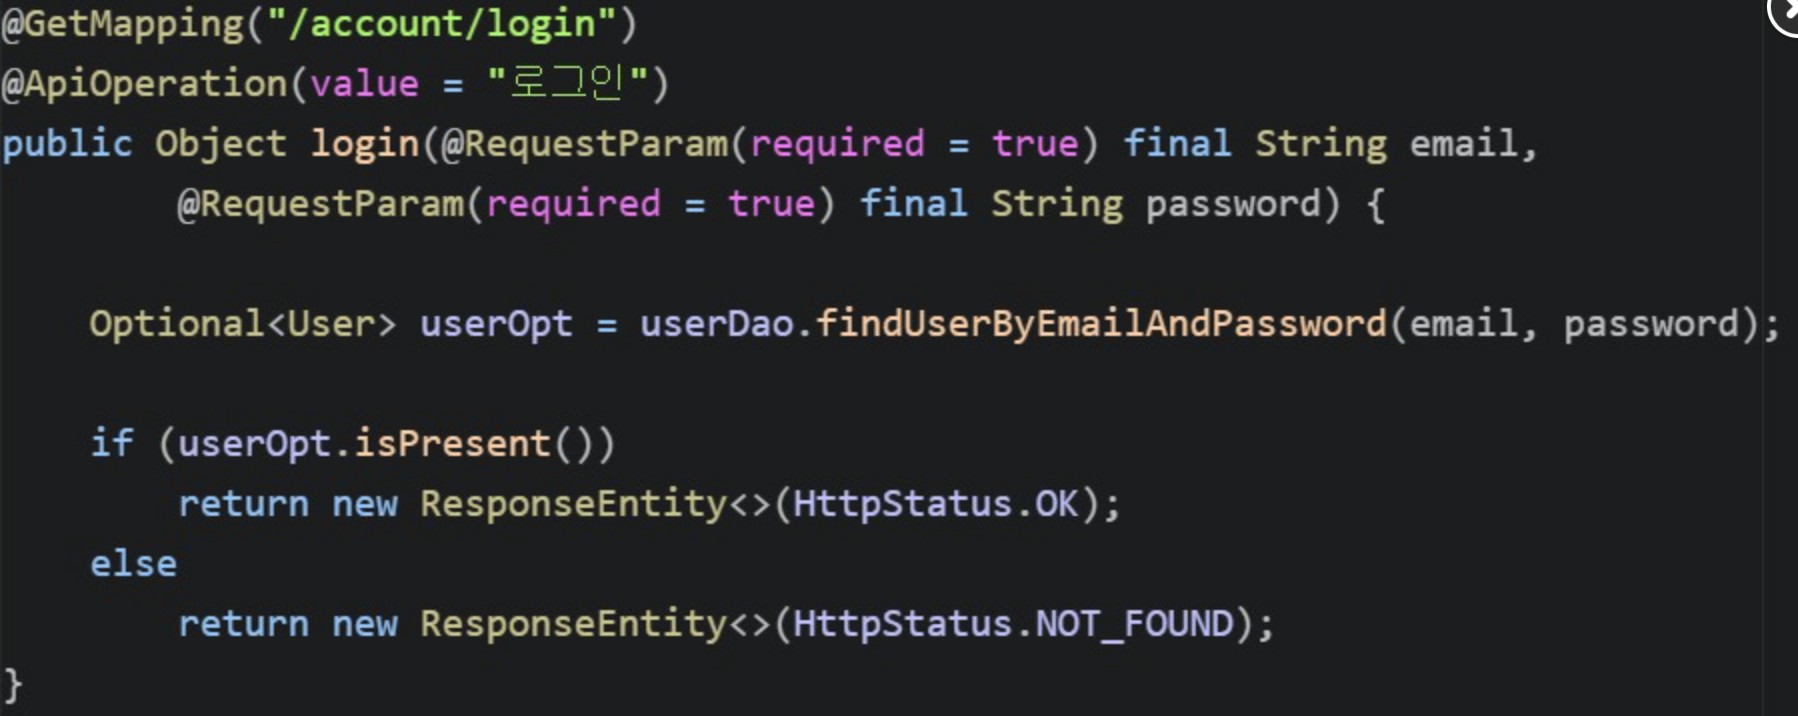 @GetMapping("/account/login")
@ApiOperation(value = "로그인")
public Object login(@RequestParam(required = true) final String email,
        @RequestParam(required = true) final String password) {
    Optional<User> userOpt = userDao.findUserByEmailAndPassword(email, password);
    if (userOpt.isPresent())
        return new ResponseEntity<>(HttpStatus.OK);
    else
        return new ResponseEntity<>(HttpStatus.NOT_FOUND);
}